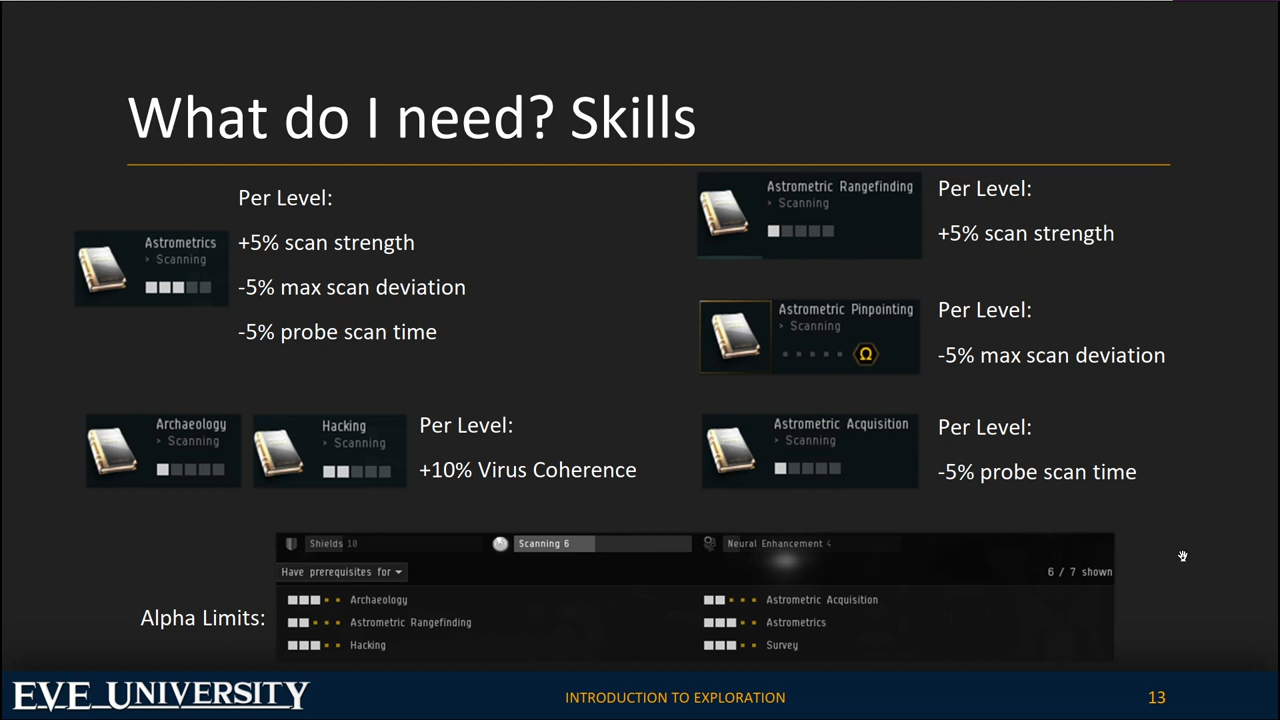 What do I need? Skills
Astrometrics
› Scanning
Per Level:
+5% scan strength
-5% max scan deviation
-5% probe scan time
Astrometric Rangefinding
› Scanning
Per Level:
+5% scan strength
Astrometric Pinpointing
› Scanning
Ω
Per Level:
-5% max scan deviation
Archaeology
› Scanning
Hacking
› Scanning
Per Level:
+10% Virus Coherence
Astrometric Acquisition
› Scanning
Per Level:
-5% probe scan time
Alpha Limits:
Shields 10
Scanning 6
Neural Enhancement 4
Have prerequisites for
6 / 7 shown
Archaeology
Astrometric Acquisition
Astrometric Rangefinding
Astrometrics
Hacking
Survey
EVE UNIVERSITY
INTRODUCTION TO EXPLORATION
13